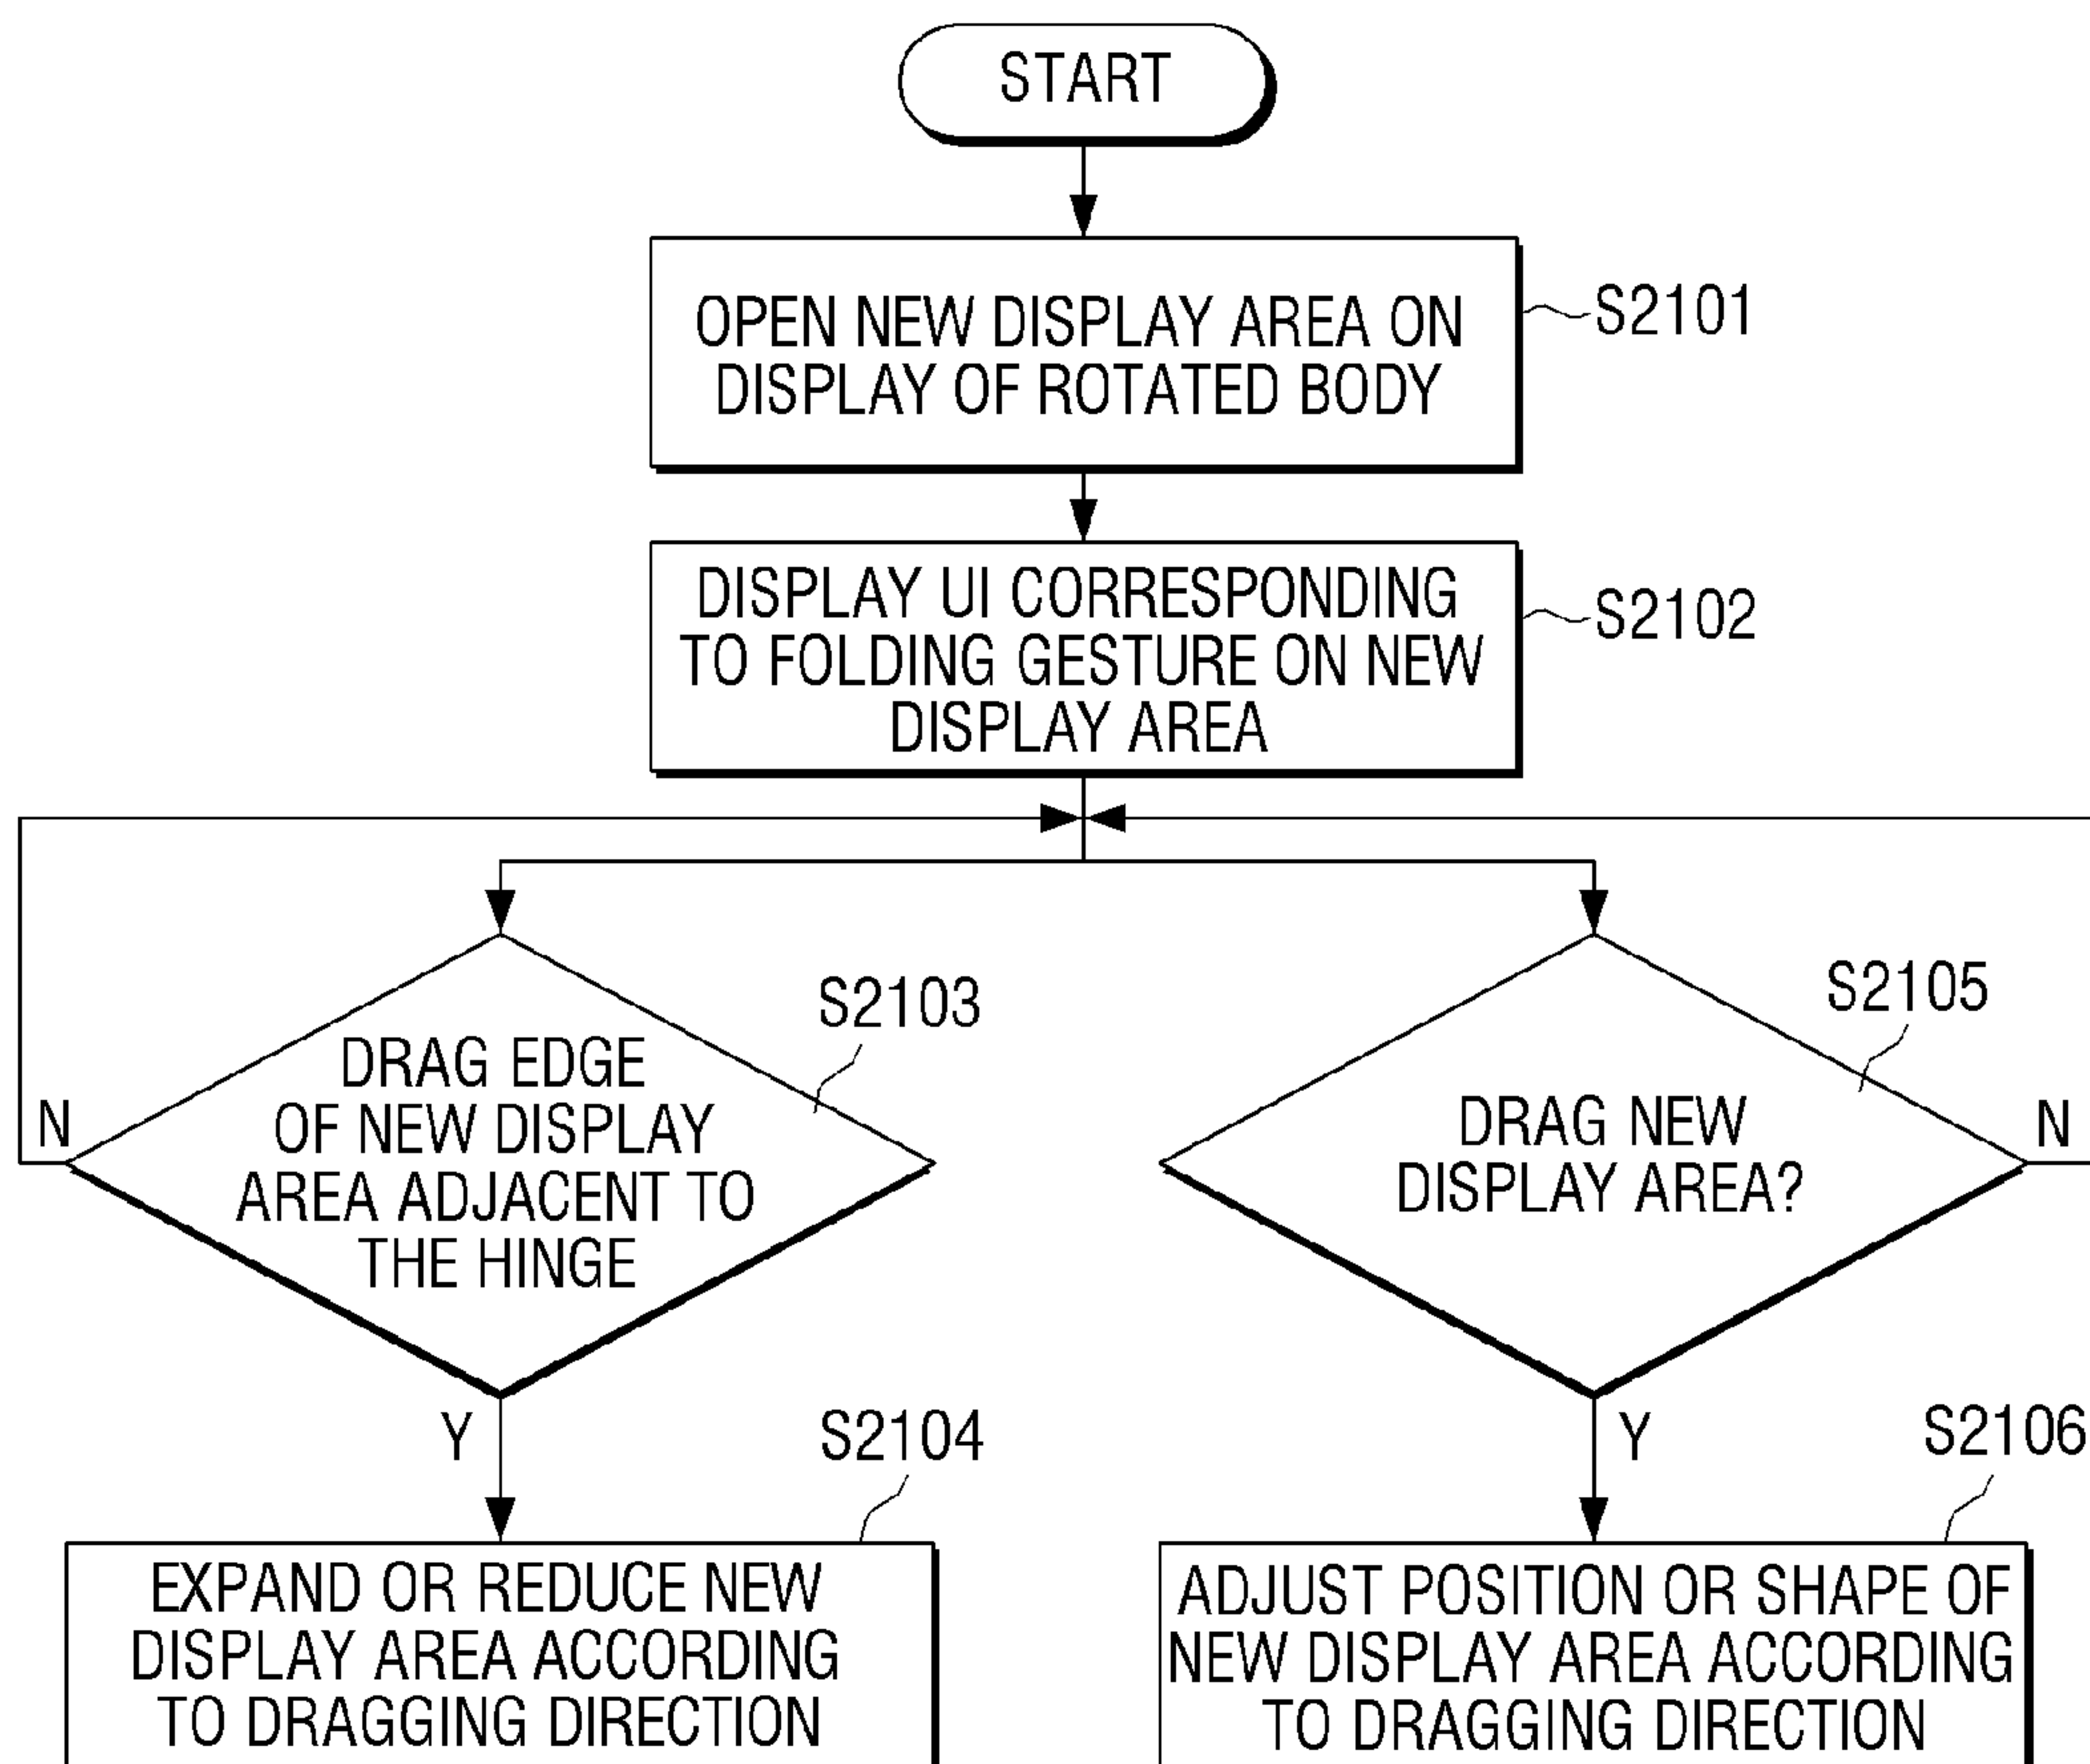 START
OPEN NEW DISPLAY AREA ON
DISPLAY OF ROTATED BODY
S2101
DISPLAY UI CORRESPONDING
TO FOLDING GESTURE ON NEW
DISPLAY AREA
S2102
DRAG EDGE
OF NEW DISPLAY
AREA ADJACENT TO
THE HINGE
S2103
N
Y
DRAG NEW
DISPLAY AREA?
S2105
N
Y
S2104
EXPAND OR REDUCE NEW
DISPLAY AREA ACCORDING
TO DRAGGING DIRECTION
S2106
ADJUST POSITION OR SHAPE OF
NEW DISPLAY AREA ACCORDING
TO DRAGGING DIRECTION